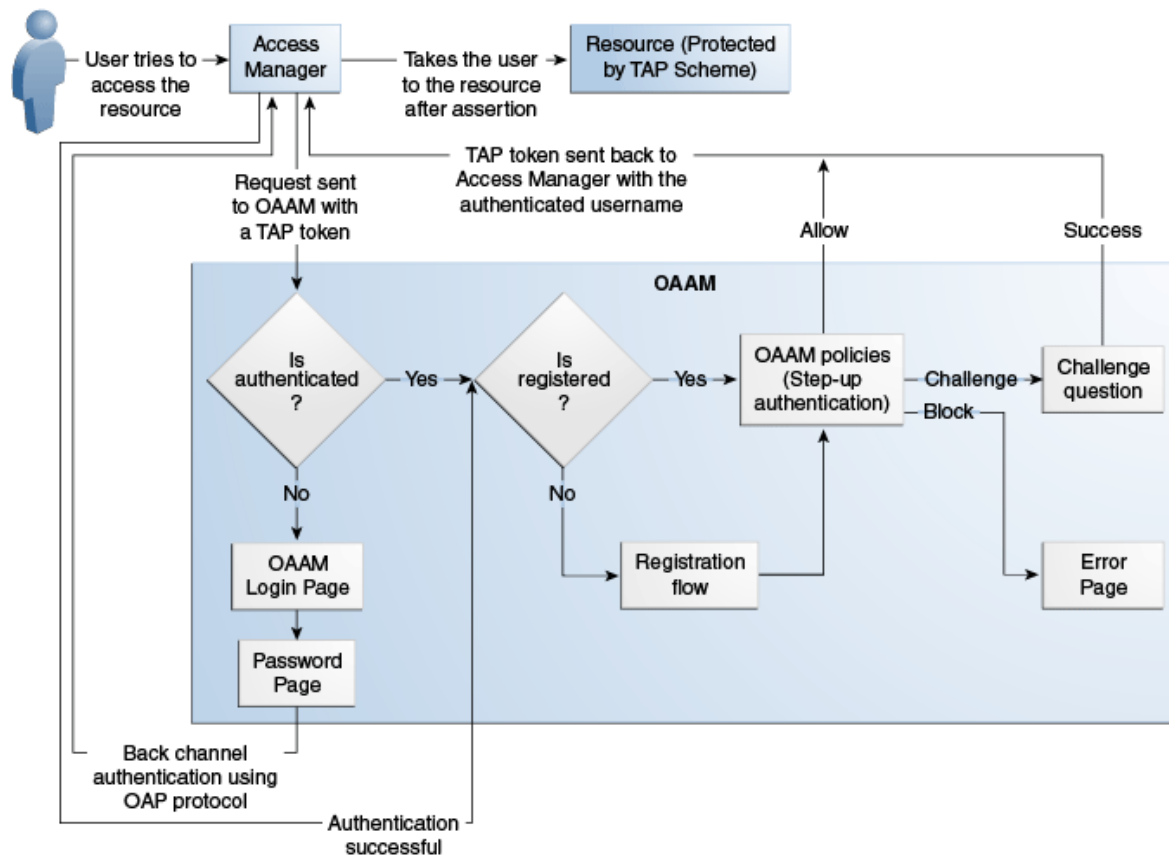 User tries to
access the
resource
Access
Manager
Takes the user
to the resource
after assertion
Resource (Protected
by TAP Scheme)
Request sent
to OAAM with
a TAP token
TAP token sent back to
Access Manager with the
authenticated username
Allow
Success
OAAM
Is
authenticated
?
Yes
Is
registered
?
Yes
OAAM policies
(Step-up
authentication)
Challenge
Block
Challenge
question
No
No
OAAM
Login Page
Registration
flow
Error
Page
Password
Page
Back channel
authentication using
OAP protocol
Authentication
successful